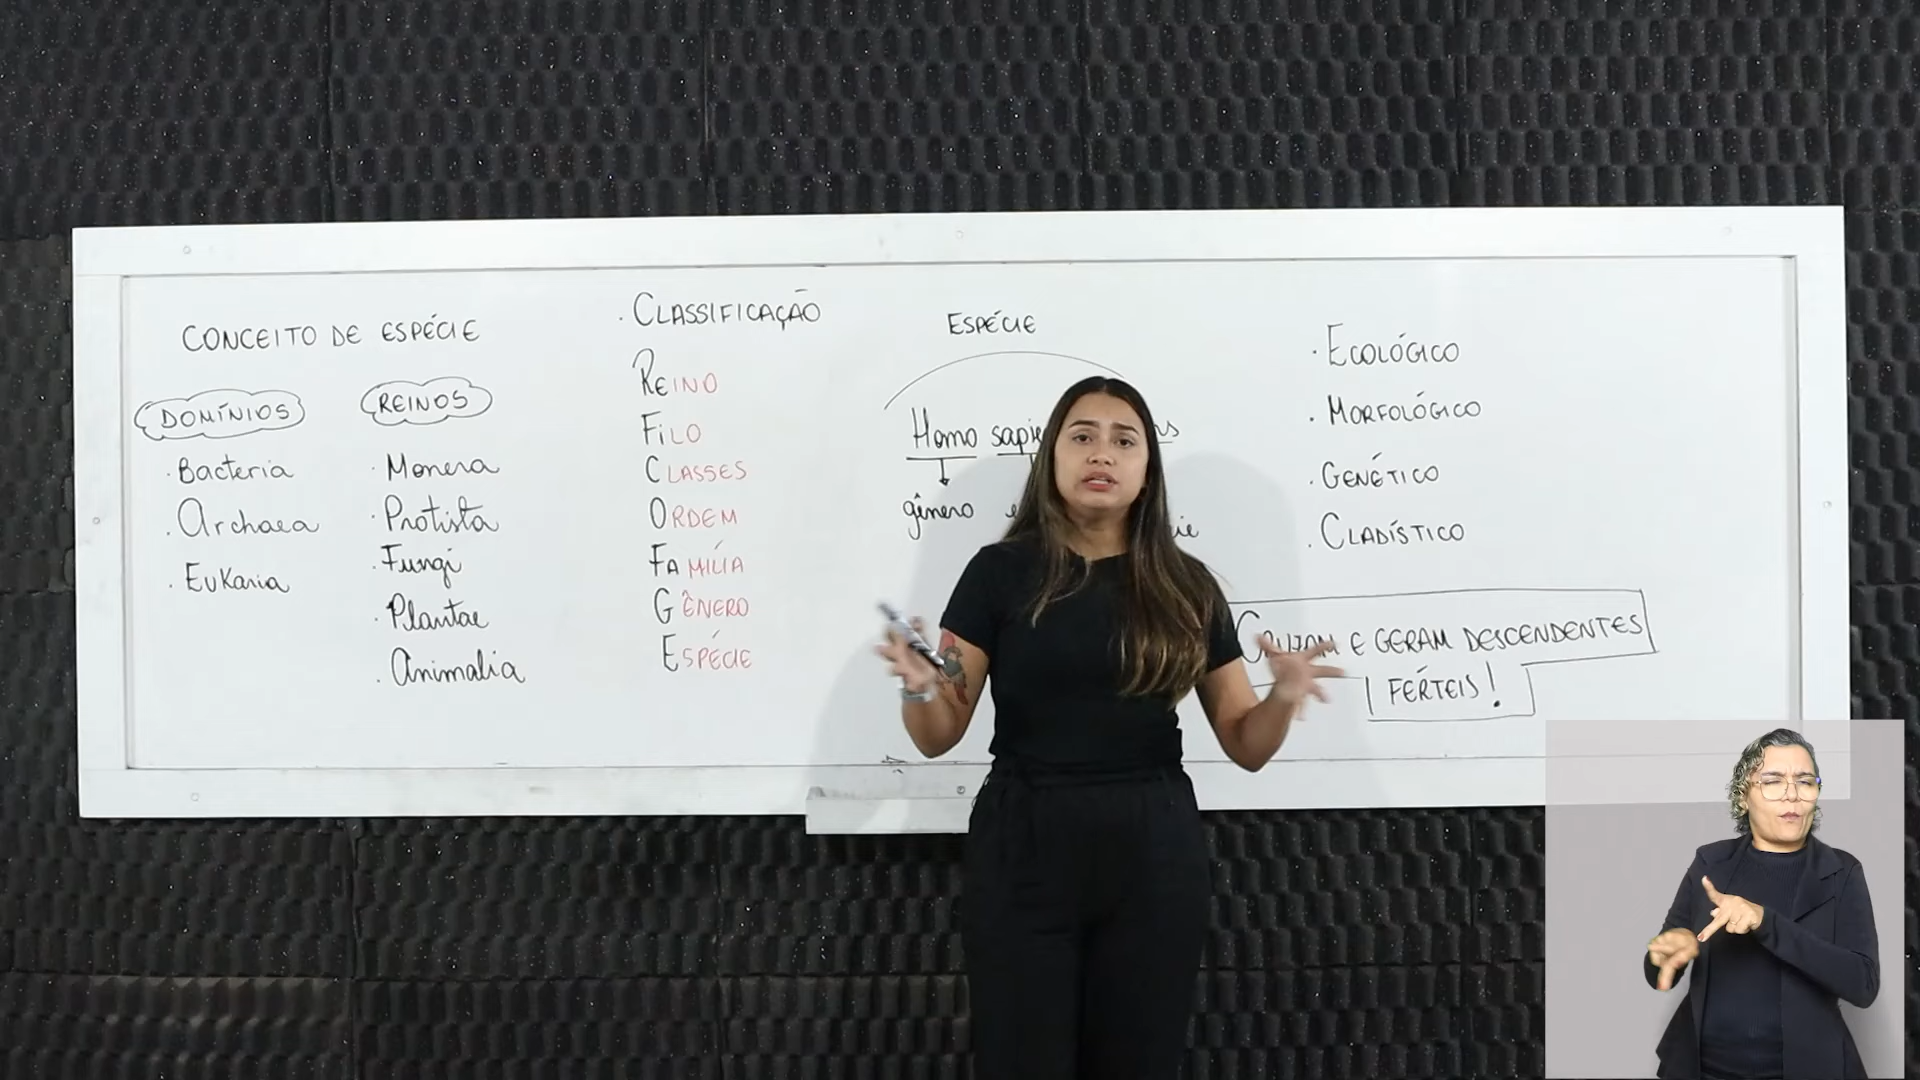 CONCEITO DE ESPÉCIE
DOMÍNIOS
· Bacteria
· Archaea
· Eukaria
REINOS
· Monera
· Protista
· Fungi
· Plantae
· Animalia
· CLASSIFICAÇÃO
REINO
FILO
CLASSES
ORDEM
FAMÍLIA
GÊNERO
ESPÉCIE
ESPÉCIE
Homo
gênero
· ECOLÓGICO
· MORFOLÓGICO
· GENÉTICO
· CLADÍSTICO
CRUZAM E GERAM DESCENDENTES
FÉRTEIS!